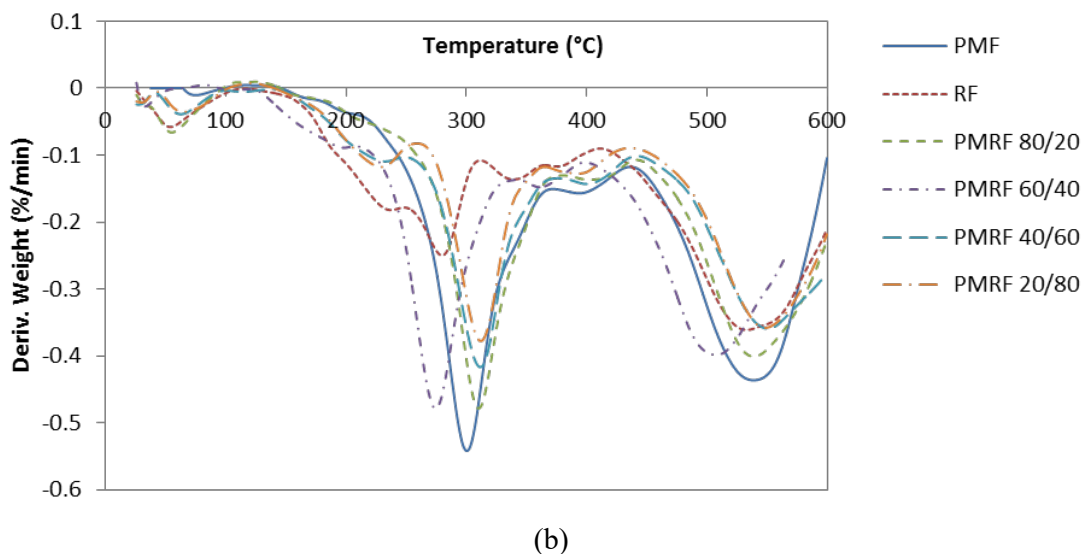 0.1
Temperature (°C)
0
0 100 200 300 400 500 600
-0.1
-0.2
-0.3
-0.4
-0.5
-0.6
Deriv. Weight (%/min)
PMF
RF
PMRF 80/20
PMRF 60/40
PMRF 40/60
PMRF 20/80
(b)